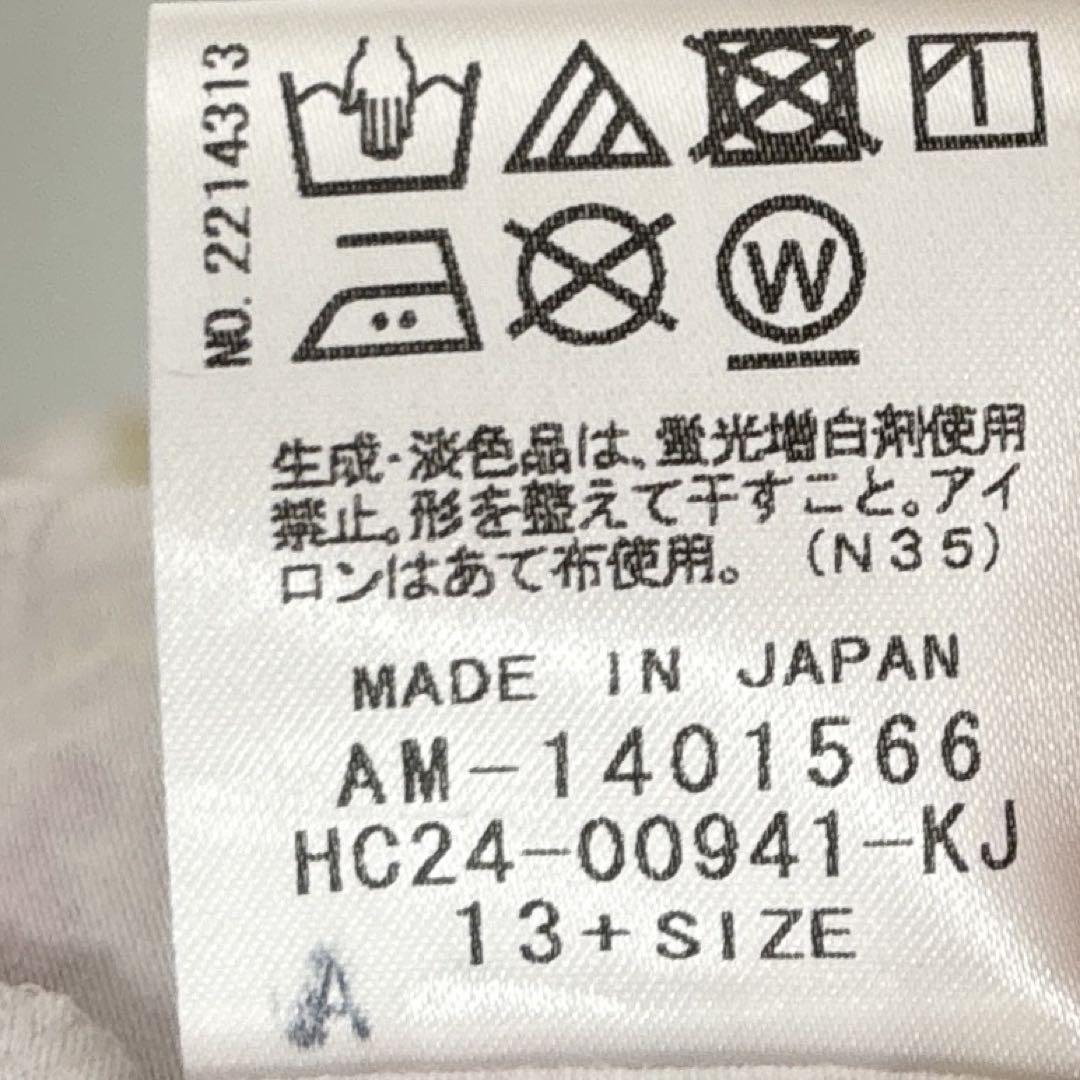 NO. 2214313
W
生成・淡色品は、蛍光増白剤使用
禁止。形を整えて干すこと。アイ
ロンはあて布使用。（N35）
MADE IN JAPAN
AM-1401566
HC24-00941-KJ
13+SIZE
A